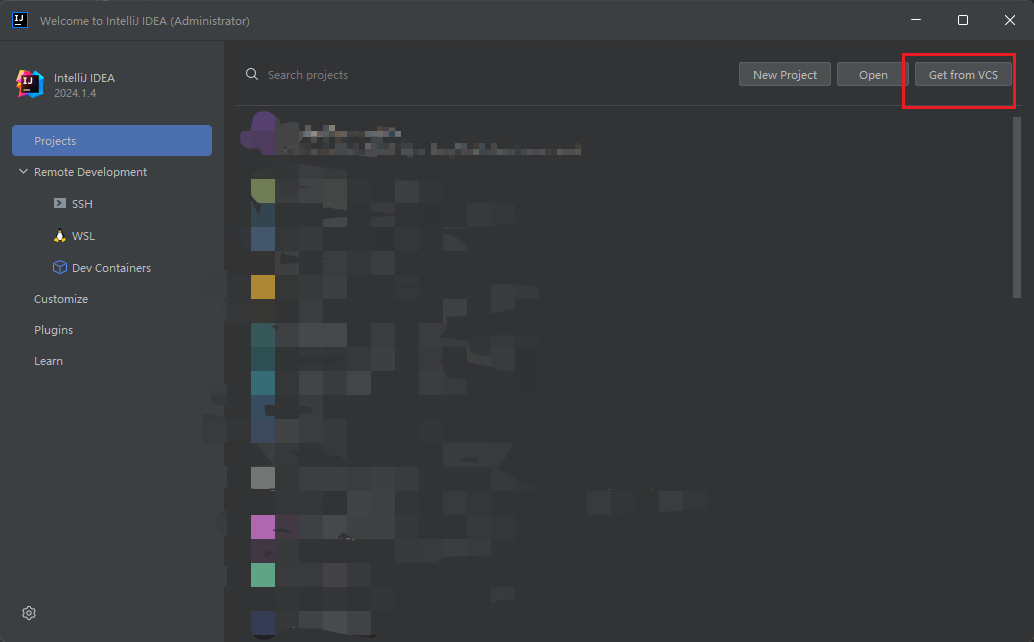 Welcome to IntelliJ IDEA (Administrator)
IntelliJ IDEA
2024.1.4
Projects
Remote Development
SSH
WSL
Dev Containers
Customize
Plugins
Learn
Search projects
New Project
Open
Get from VCS